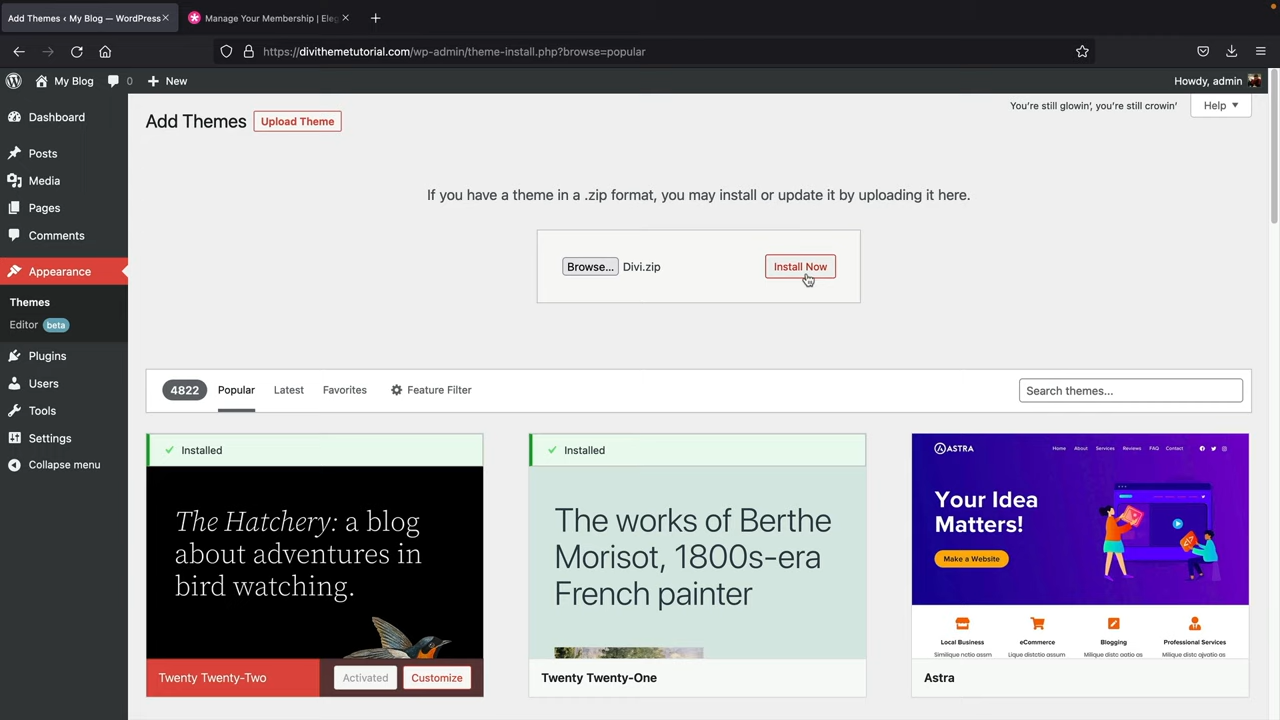 Add Themes ‹ My Blog — WordPress
Manage Your Membership | Eleg
https://divithemetutorial.com/wp-admin/theme-install.php?browse=popular
My Blog
0
New
Howdy, admin
Dashboard
Posts
Media
Pages
Comments
Appearance
Themes
Editor beta
Plugins
Users
Tools
Settings
Collapse menu
You're still glowin', you're still crowin'
Help
Add Themes
Upload Theme
If you have a theme in a .zip format, you may install or update it by uploading it here.
Browse... Divi.zip
Install Now
4822 Popular Latest Favorites Feature Filter
Search themes...
Installed
The Hatchery: a blog
about adventures in
bird watching.
Twenty Twenty-Two
Activated
Customize
Installed
The works of Berthe
Morisot, 1800s-era
French painter
Twenty Twenty-One
ASTRA
Home About Services Reviews FAQ Contact
Your Idea
Matters!
Make a Website
Local Business eCommerce Blogging Professional Services
Astra